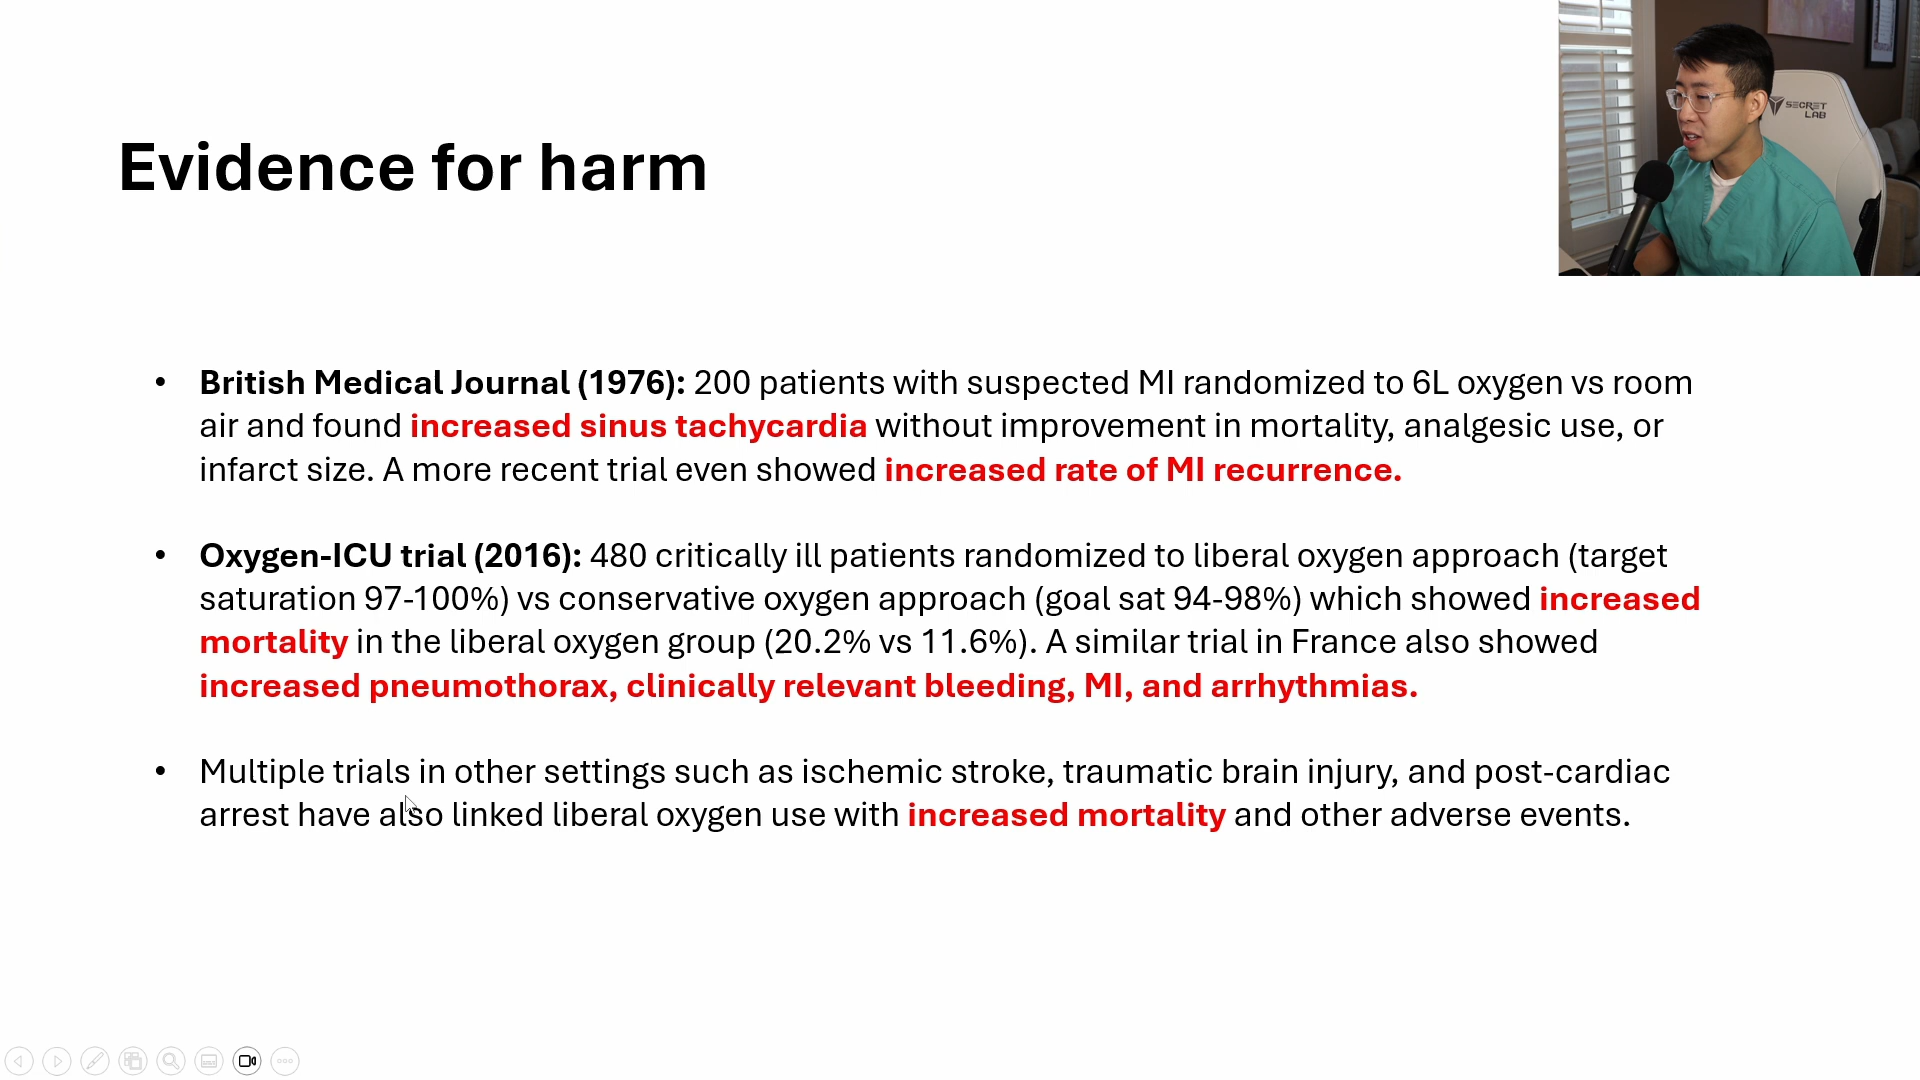 Evidence for harm
SECRET
LAB
• British Medical Journal (1976): 200 patients with suspected MI randomized to 6L oxygen vs room
air and found increased sinus tachycardia without improvement in mortality, analgesic use, or
infarct size. A more recent trial even showed increased rate of MI recurrence.
• Oxygen-ICU trial (2016): 480 critically ill patients randomized to liberal oxygen approach (target
saturation 97-100%) vs conservative oxygen approach (goal sat 94-98%) which showed increased
mortality in the liberal oxygen group (20.2% vs 11.6%). A similar trial in France also showed
increased pneumothorax, clinically relevant bleeding, MI, and arrhythmias.
• Multiple trials in other settings such as ischemic stroke, traumatic brain injury, and post-cardiac
arrest have also linked liberal oxygen use with increased mortality and other adverse events.